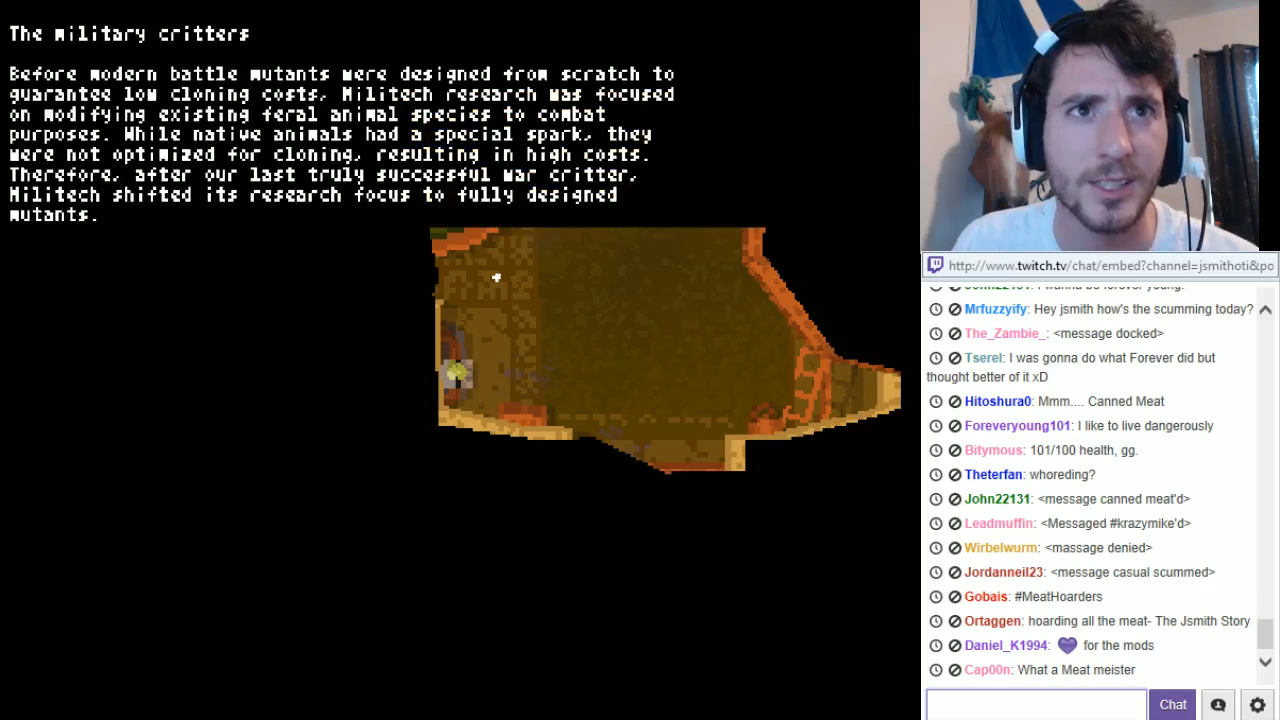 The military critters
Before modern battle mutants were designed from scratch to
guarantee low cloning costs, Militech research was focused
on modifying existing feral animal species to combat
purposes. While native animals had a special spark, they
were not optimized for cloning, resulting in high costs.
Therefore, after our last truly successful war critter,
Militech shifted its research focus to fully designed
mutants.
http://www.twitch.tv/chat/embed?channel=jsmithoti&po
Mrfuzzyify: Hey jsmith how's the scumming today?
The_Zambie_: <message docked>
Tserel: I was gonna do what Forever did but
thought better of it xD
Hitoshura0: Mmm.... Canned Meat
Foreveryoung101: I like to live dangerously
Bitymous: 101/100 health, gg.
Theterfan: whoreding?
John22131: <message canned meat'd>
Leadmuffin: <Messaged #krazymike'd>
Wirbelwurm: <massage denied>
Jordanneil23: <message casual scummed>
Gobais: #MeatHoarders
Ortaggen: hoarding all the meat- The Jsmith Story
Daniel_K1994: for the mods
Cap00n: What a Meat meister
Chat